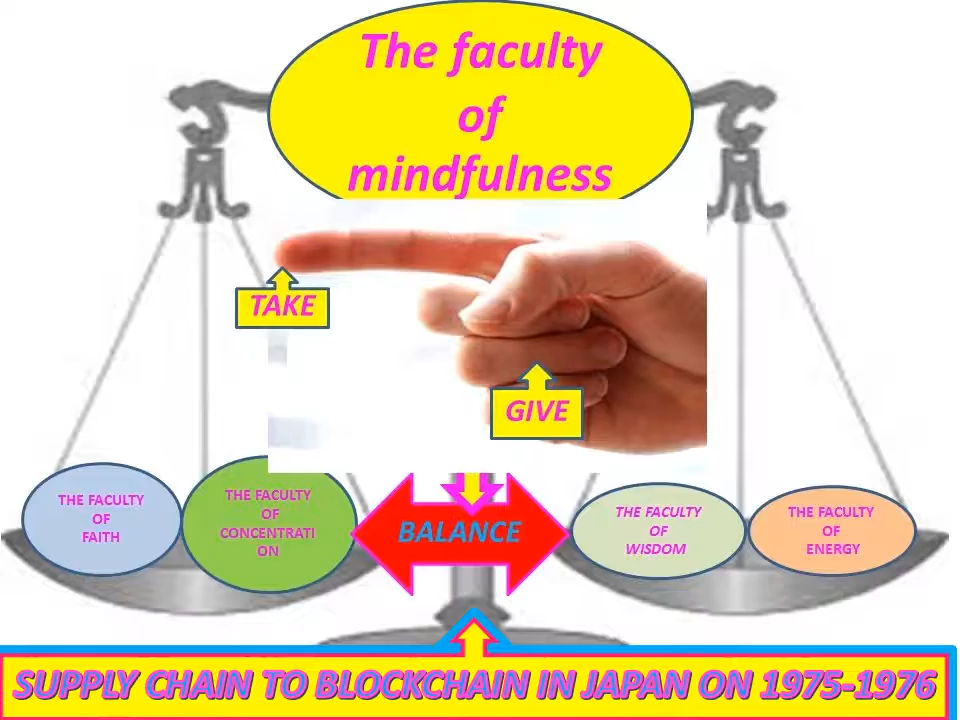 The faculty
of
mindfulness
TAKE
GIVE
THE FACULTY
OF
FAITH
THE FACULTY
OF
CONCENTRATI
ON
BALANCE
THE FACULTY
OF
WISDOM
THE FACULTY
OF
ENERGY
SUPPLY CHAIN TO BLOCKCHAIN IN JAPAN ON 1975-1976